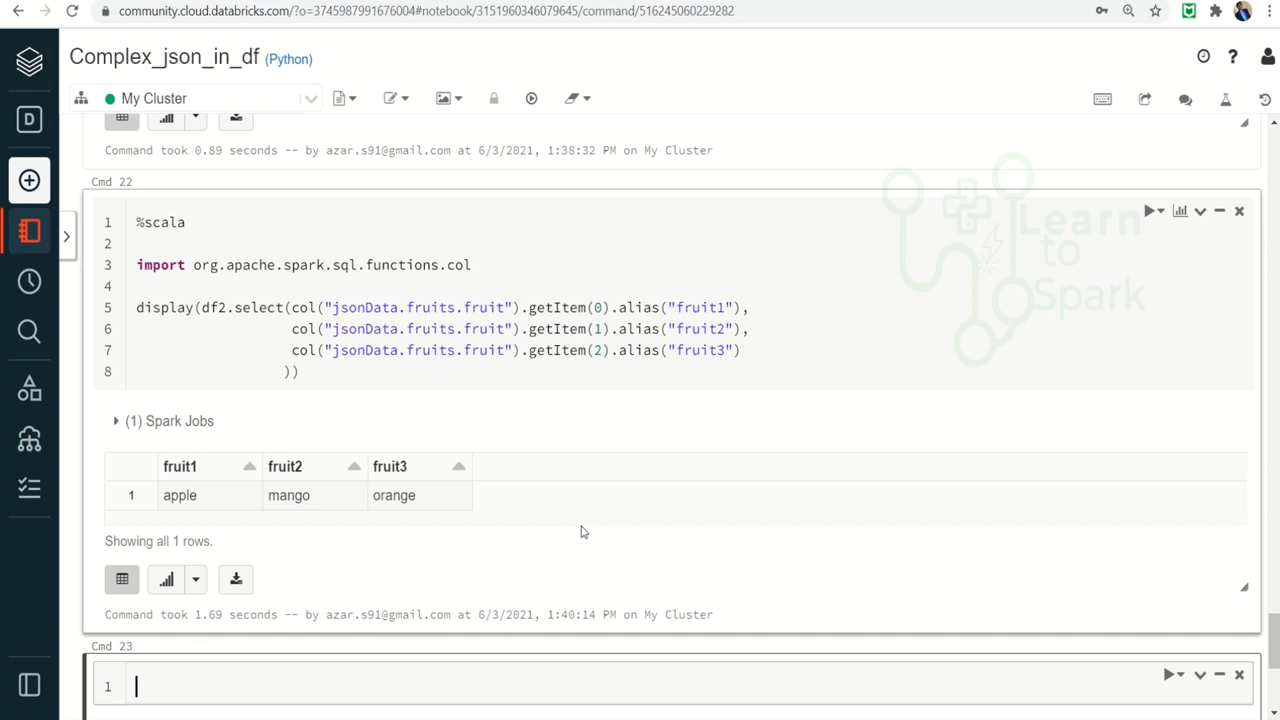 community.cloud.databricks.com/?o=3745987991676004#notebook/3151960346079645/command/516245060229282
Complex_json_in_df (Python)
D
My Cluster
Command took 0.89 seconds -- by azar.s91@gmail.com at 6/3/2021, 1:38:32 PM on My Cluster
Cmd 22
Learn
to
Spark
1 %scala
2
3 import org.apache.spark.sql.functions.col
4
5 display(df2.select(col("jsonData.fruits.fruit").getItem(0).alias("fruit1"),
6 col("jsonData.fruits.fruit").getItem(1).alias("fruit2"),
7 col("jsonData.fruits.fruit").getItem(2).alias("fruit3")
8 ))
(1) Spark Jobs
fruit1 fruit2 fruit3
1 apple mango orange
Showing all 1 rows.
Command took 1.69 seconds -- by azar.s91@gmail.com at 6/3/2021, 1:40:14 PM on My Cluster
Cmd 23
1